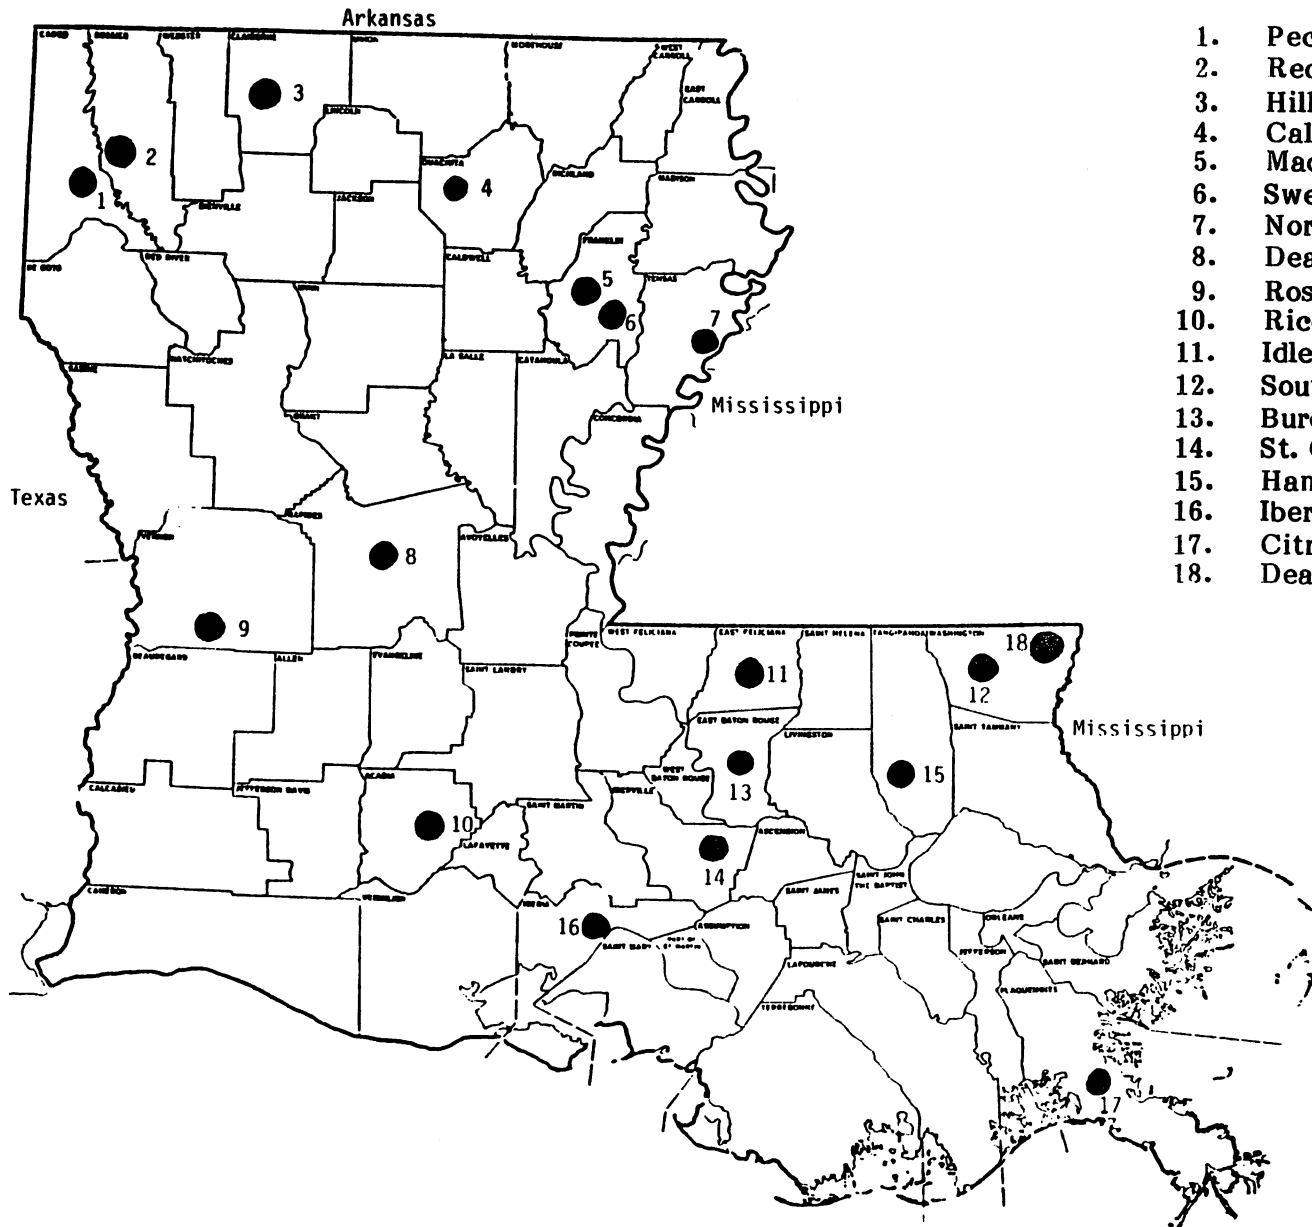 Arkansas
1. Pec
2. Rec
3. Hill
4. Cal
5. Mac
6. Swe
7. Nor
8. Dea
9. Ros
10. Ric
11. Idle
12. Sou
13. Bur
14. St.
15. Han
16. Iber
17. Citr
18. Dea
CLAIBORNE
MOREHOUSE
WEST CARROLL
EAST CARROLL
3
LINCOLN
2
OUACHITA
4
RICHLAND
MADISON
1
BIENVILLE
JACKSON
FRANKLIN
DE SOTO
RED RIVER
CALDWELL
TENSAS
5
6
7
NATCHITOCHES
LA SALLE
CATAHOULA
SABINE
Mississippi
GRANT
CONCORDIA
Texas
RAPIDES
VERNON
AVOYELLES
8
9
POINTE COUPEE
WEST FELICIANA
EAST FELICIANA
SAINT HELENA
TANGIPAHOA
WASHINGTON
18
BEAUREGARD
ALLEN
EVANGELINE
SAINT LANDRY
11
12
EAST BATON ROUGE
LIVINGSTON
SAINT TAMMANY
Mississippi
WEST BATON ROUGE
ACADIA
15
CALCASIEU
JEFFERSON DAVIS
IBERVILLE
13
SAINT MARTIN
10
ASCENSION
LAFAYETTE
14
SAINT JAMES
SAINT JOHN THE BAPTIST
CAMERON
VERMILION
IBERIA
16
ASSUMPTION
SAINT CHARLES
ORLEANS
SAINT MARY
PART OF ST. MARTIN
JEFFERSON
LAFOURCHE
SAINT BERNARD
PLAQUEMINES
TERREBONNE
17